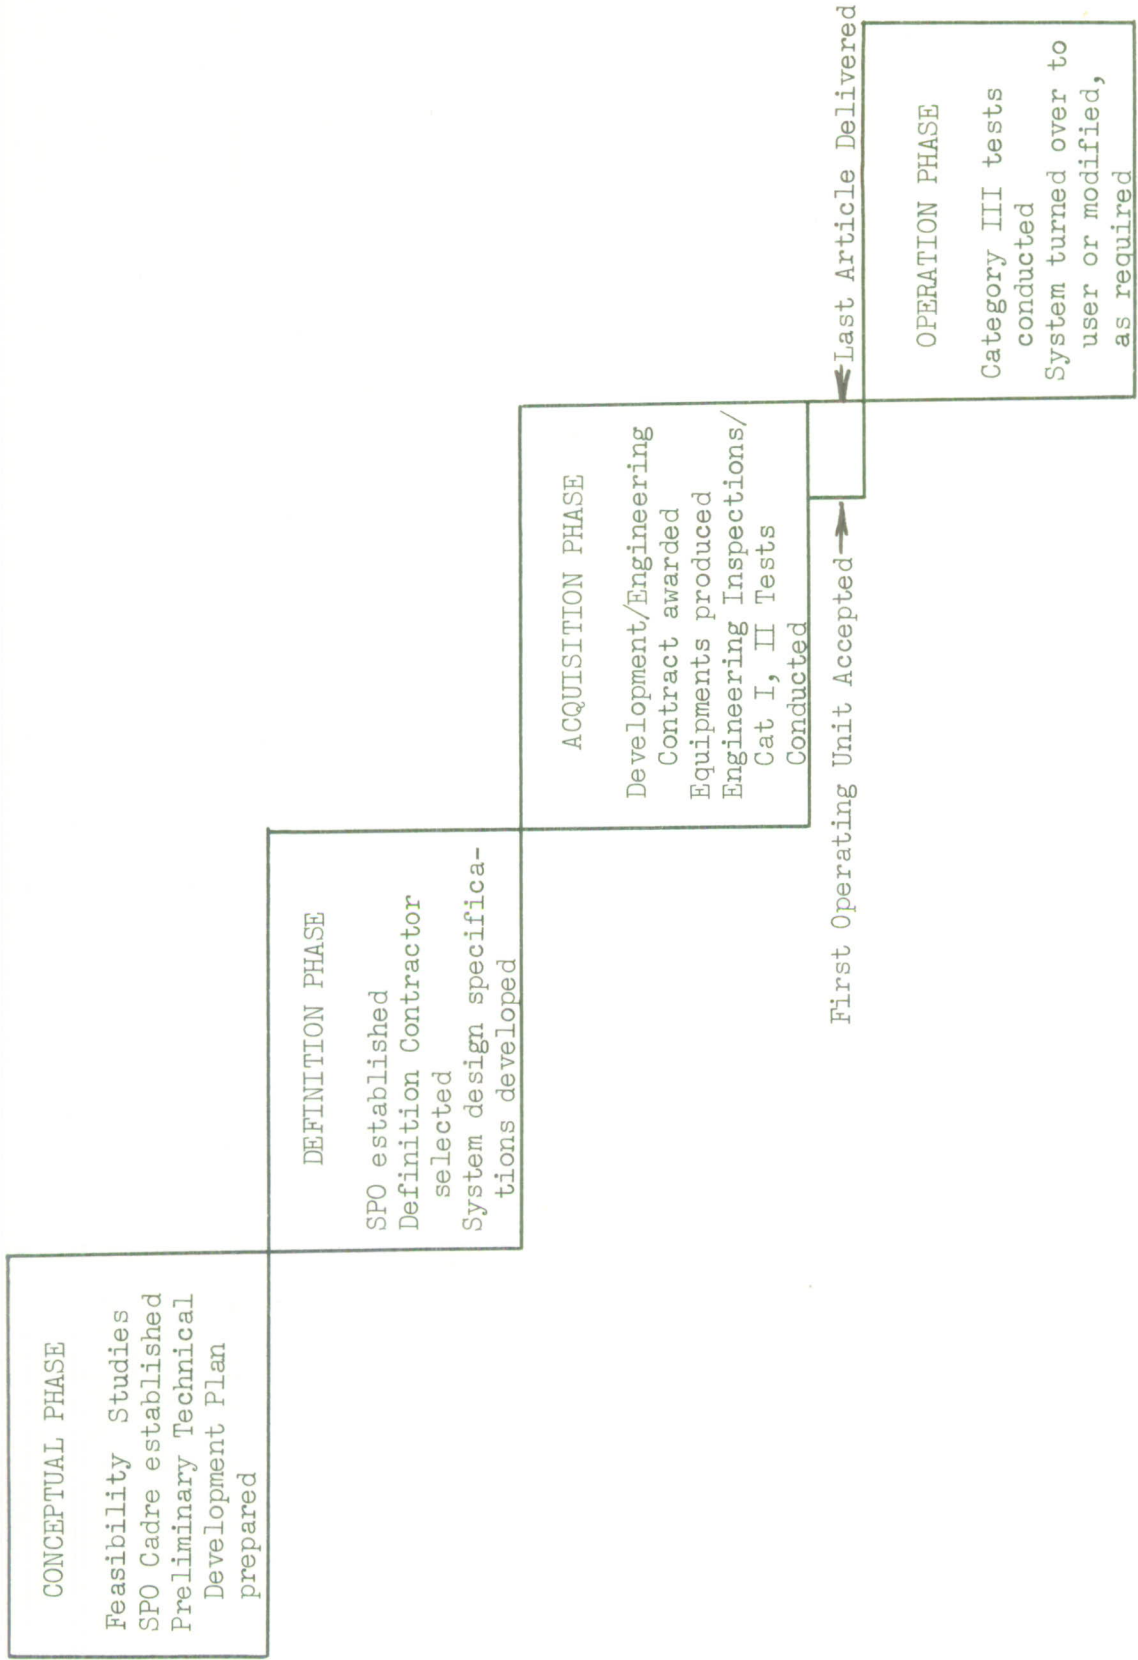 CONCEPTUAL PHASE
Feasibility Studies
SPO Cadre established
Preliminary Technical
Development Plan
prepared
DEFINITION PHASE
SPO established
Definition Contractor
selected
System design specifica-
tions developed
ACQUISITION PHASE
Development/Engineering
Contract awarded
Equipments produced
Engineering Inspections/
Cat I, II Tests
Conducted
First Operating Unit Accepted
Last Article Delivered
OPERATION PHASE
Category III tests
conducted
System turned over to
user or modified,
as required